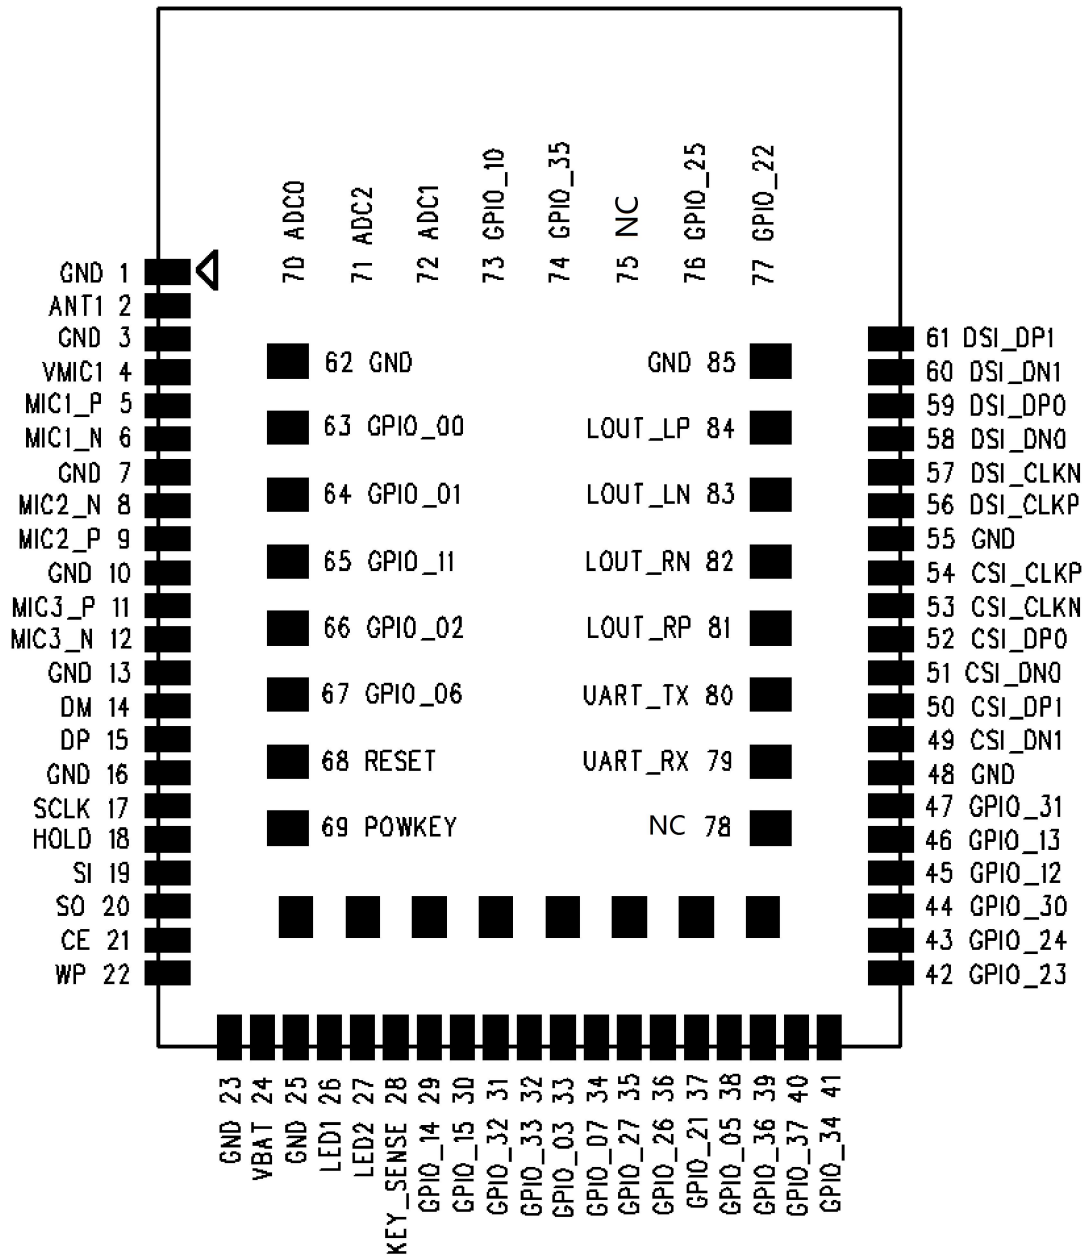 70 ADC0
71 ADC2
72 ADC1
73 GPIO_10
74 GPIO_35
75 NC
76 GPIO_25
77 GPIO_22
GND 1
ANT1 2
GND 3
VMIC1 4
MIC1_P 5
MIC1_N 6
GND 7
MIC2_N 8
MIC2_P 9
GND 10
MIC3_P 11
MIC3_N 12
GND 13
DM 14
DP 15
GND 16
SCLK 17
HOLD 18
SI 19
SO 20
CE 21
WP 22
62 GND
63 GPIO_00
64 GPIO_01
65 GPIO_11
66 GPIO_02
67 GPIO_06
68 RESET
69 POWKEY
GND 85
LOUT_LP 84
LOUT_LN 83
LOUT_RN 82
LOUT_RP 81
UART_TX 80
UART_RX 79
NC 78
61 DSI_DP1
60 DSI_DN1
59 DSI_DP0
58 DSI_DN0
57 DSI_CLKN
56 DSI_CLKP
55 GND
54 CSI_CLKP
53 CSI_CLKN
52 CSI_DP0
51 CSI_DN0
50 CSI_DP1
49 CSI_DN1
48 GND
47 GPIO_31
46 GPIO_13
45 GPIO_12
44 GPIO_30
43 GPIO_24
42 GPIO_23
GND 23
VBAT 24
GND 25
LED1 26
LED2 27
KEY_SENSE 28
GPIO_14 29
GPIO_15 30
GPIO_32 31
GPIO_33 32
GPIO_03 33
GPIO_07 34
GPIO_27 35
GPIO_26 36
GPIO_21 37
GPIO_05 38
GPIO_36 39
GPIO_37 40
GPIO_34 41